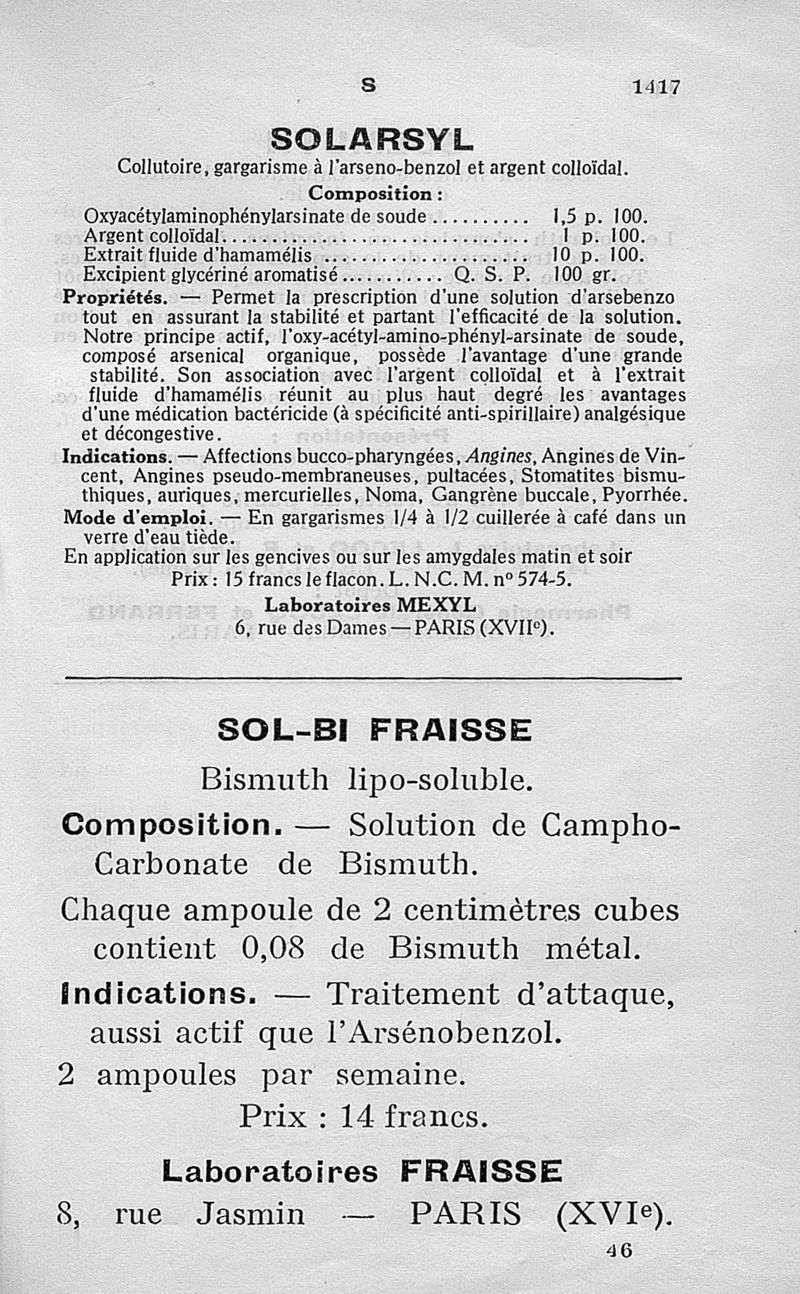 S 1417
SOLARSYL
Collutoire, gargarisme à l'arseno-benzol et argent colloïdal.
Composition :
Oxyacétylaminophénylarsinate de soude .......... 1,5 p. 100.
Argent colloïdal.............................. 1 p. 100.
Extrait fluide d'hamamélis .................... 10 p. 100.
Excipient glycériné aromatisé........... Q. S. P. 100 gr.
Propriétés. — Permet la prescription d'une solution d'arsebenzo
tout en assurant la stabilité et partant l'efficacité de la solution.
Notre principe actif, l'oxy-acétyl-amino-phényl-arsinate de soude,
composé arsenical organique, possède l'avantage d'une grande
stabilité. Son association avec l'argent colloïdal et à l'extrait
fluide d'hamamélis réunit au plus haut degré les avantages
d'une médication bactéricide (à spécificité anti-spirillaire) analgésique
et décongestive.
Indications. — Affections bucco-pharyngées, Angines, Angines de Vin-
cent, Angines pseudo-membraneuses, pultacées, Stomatites bismu-
thiques, auriques, mercurielles, Noma, Gangrène buccale, Pyorrhée.
Mode d'emploi. — En gargarismes 1/4 à 1/2 cuillerée à café dans un
verre d'eau tiède.
En application sur les gencives ou sur les amygdales matin et soir
Prix : 15 francs le flacon. L. N.C. M. n° 574-5.
Laboratoires MEXYL
6, rue des Dames — PARIS (XVIIe).
SOL-BI FRAISSE
Bismuth lipo-soluble.
Composition. — Solution de Campho-
Carbonate de Bismuth.
Chaque ampoule de 2 centimètres cubes
contient 0,08 de Bismuth métal.
Indications. — Traitement d'attaque,
aussi actif que l'Arsénobenzol.
2 ampoules par semaine.
Prix : 14 francs.
Laboratoires FRAISSE
8, rue Jasmin — PARIS (XVIe).
46